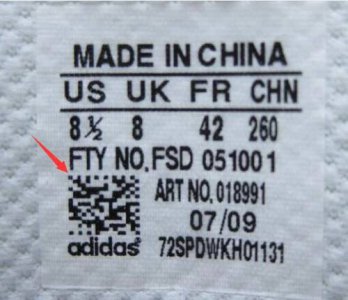 MADE IN CHINA
US UK FR CHN
8½ 8 42 260
FTY NO.FSD 051001
ART NO.018991
07/09
adidas 72SPDWKH01131